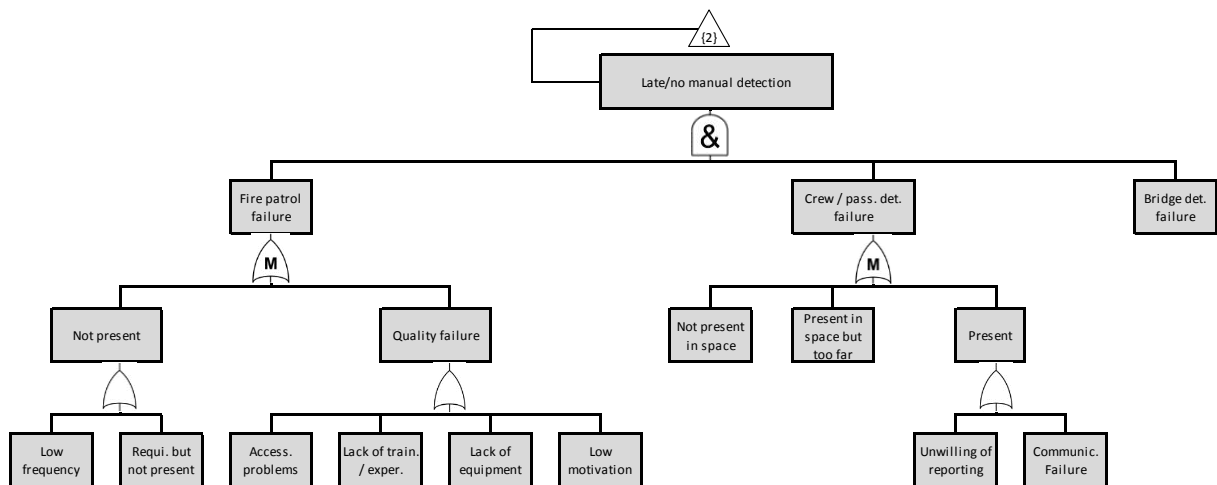 {2}
Late/no manual detection
&
Fire patrol
failure
Crew / pass. det.
failure
Bridge det.
failure
M
M
Not present
Quality failure
Not present
in space
Present in
space but
too far
Present
Low
frequency
Requi. but
not present
Access.
problems
Lack of train.
/ exper.
Lack of
equipment
Low
motivation
Unwilling of
reporting
Communic.
Failure